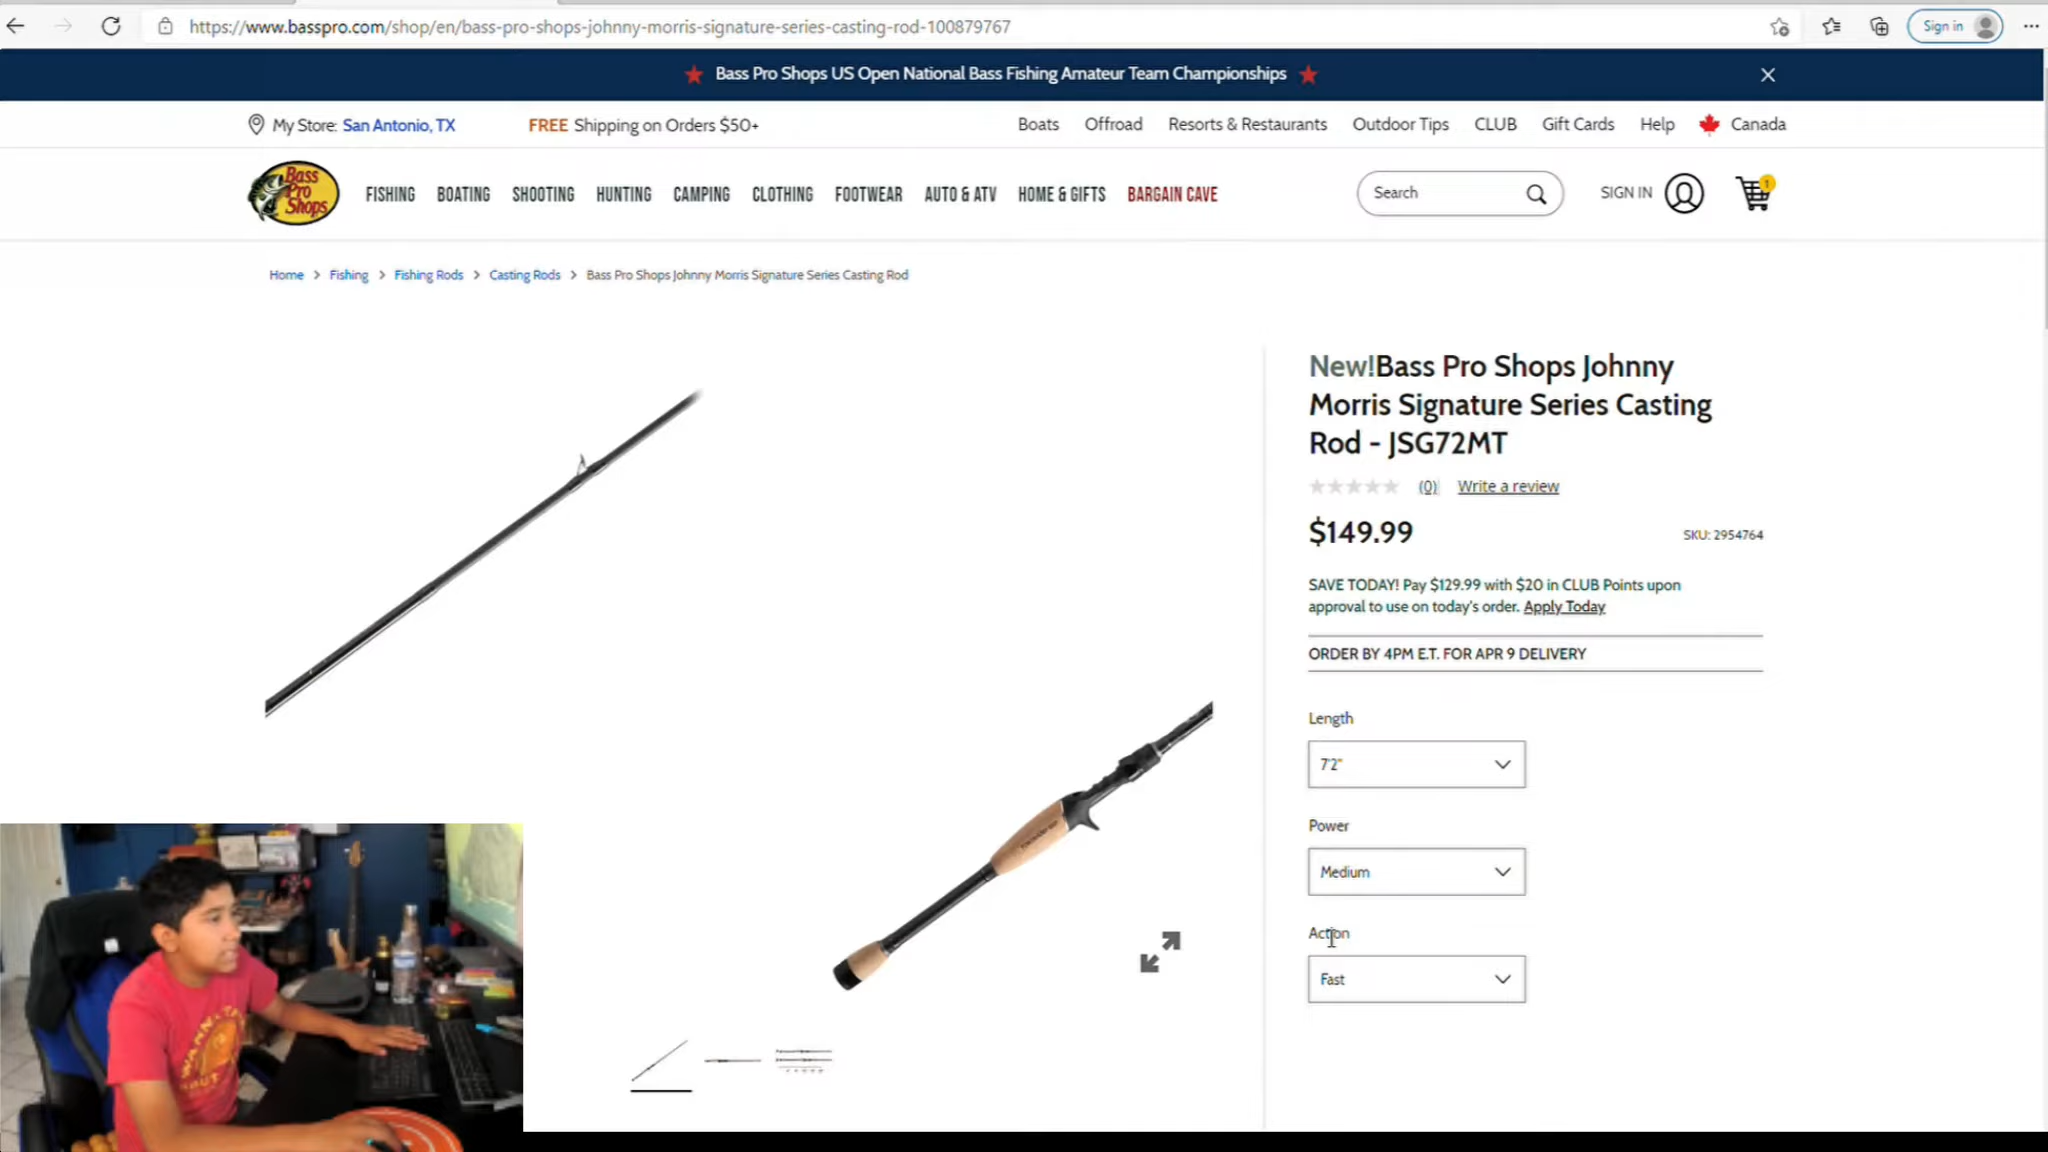 https://www.basspro.com/shop/en/bass-pro-shops-johnny-morris-signature-series-casting-rod-100879767
Sign in
Bass Pro Shops US Open National Bass Fishing Amateur Team Championships
My Store: San Antonio, TX
FREE Shipping on Orders $50+
Boats Offroad Resorts & Restaurants Outdoor Tips CLUB Gift Cards Help Canada
Bass
Pro
Shops
FISHING BOATING SHOOTING HUNTING CAMPING CLOTHING FOOTWEAR AUTO & ATV HOME & GIFTS BARGAIN CAVE
Search
SIGN IN
1
Home > Fishing > Fishing Rods > Casting Rods > Bass Pro Shops Johnny Morris Signature Series Casting Rod
New!Bass Pro Shops Johnny
Morris Signature Series Casting
Rod - JSG72MT
(0) Write a review
$149.99
SKU: 2954764
SAVE TODAY! Pay $129.99 with $20 in CLUB Points upon
approval to use on today's order. Apply Today
ORDER BY 4PM E.T. FOR APR 9 DELIVERY
Length
7'2"
Power
Medium
Action
Fast